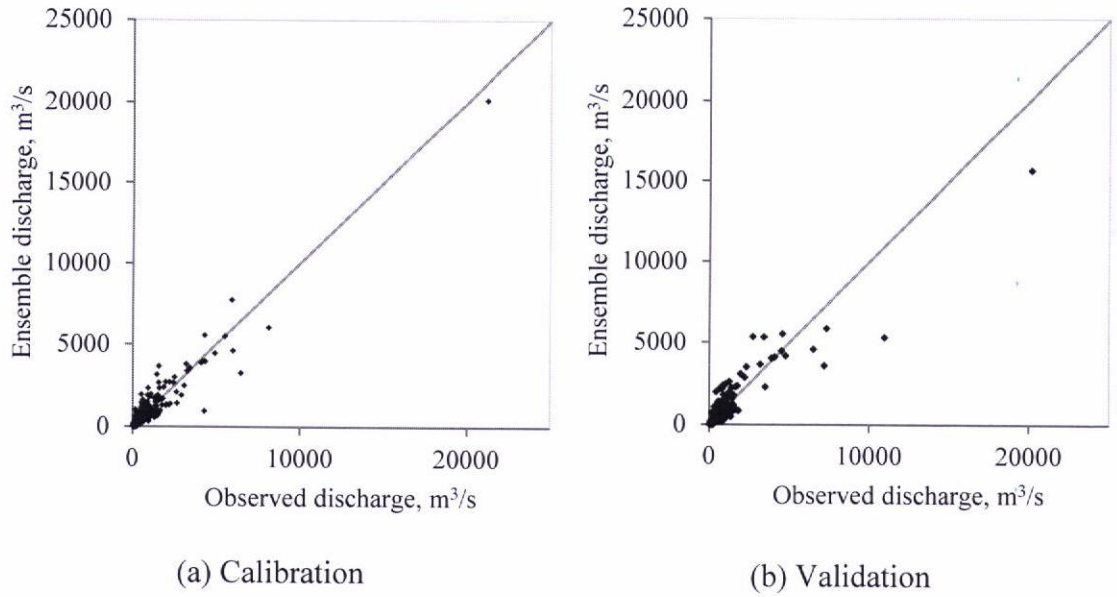 Ensemble discharge, m³/s
25000
20000
15000
10000
5000
0
0 10000 20000
Observed discharge, m³/s
(a) Calibration
Ensemble discharge, m³/s
25000
20000
15000
10000
5000
0
0 10000 20000
Observed discharge, m³/s
(b) Validation